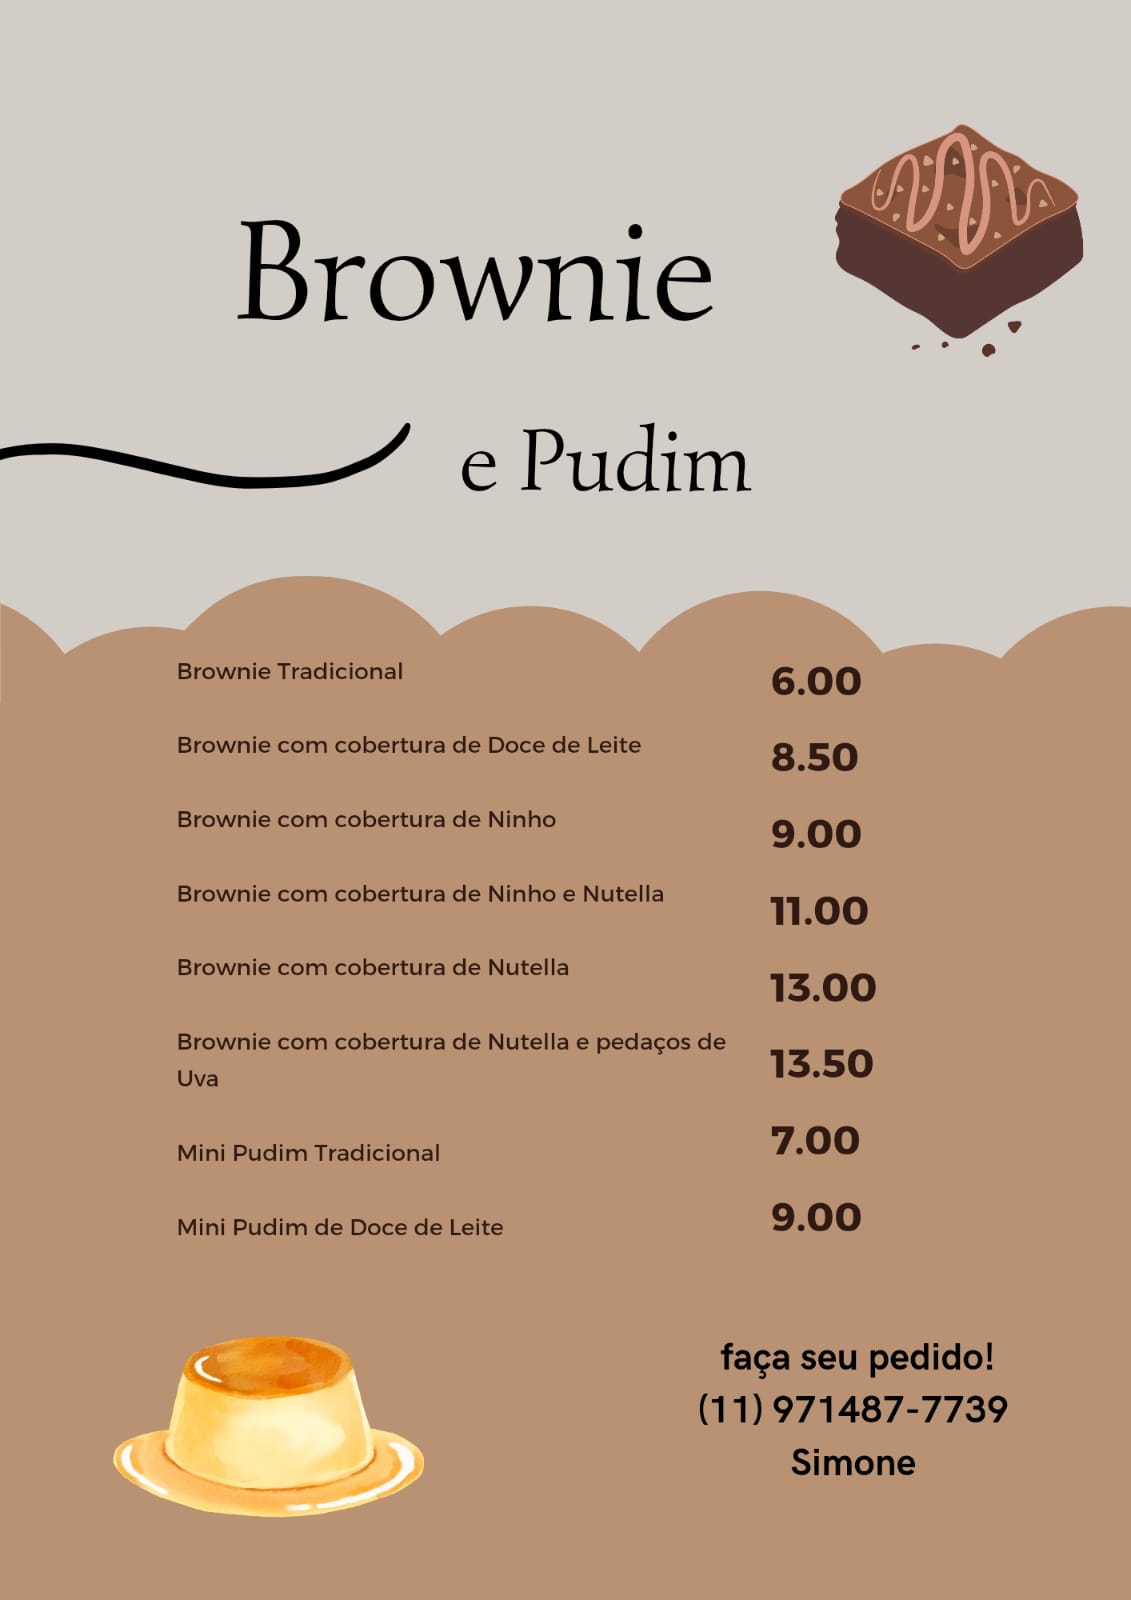 Brownie
e Pudim
Brownie Tradicional 6.00
Brownie com cobertura de Doce de Leite 8.50
Brownie com cobertura de Ninho 9.00
Brownie com cobertura de Ninho e Nutella 11.00
Brownie com cobertura de Nutella 13.00
Brownie com cobertura de Nutella e pedaços de 13.50
Uva
Mini Pudim Tradicional 7.00
Mini Pudim de Doce de Leite 9.00
faça seu pedido!
(11) 971487-7739
Simone